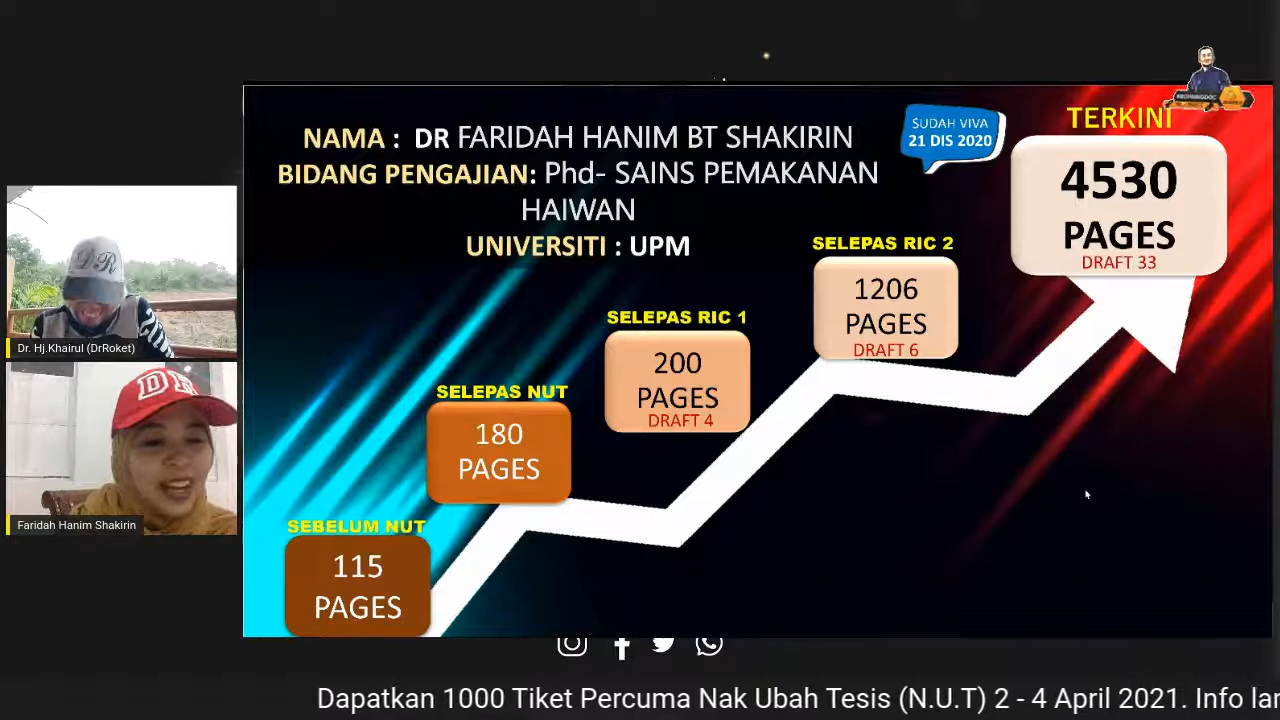 NAMA : DR FARIDAH HANIM BT SHAKIRIN
BIDANG PENGAJIAN: Phd- SAINS PEMAKANAN
HAIWAN
UNIVERSITI : UPM
SUDAH VIVA
21 DIS 2020
TERKINI
4530
PAGES
DRAFT 33
SELEPAS RIC 2
1206
PAGES
DRAFT 6
SELEPAS RIC 1
200
PAGES
DRAFT 4
SELEPAS NUT
180
PAGES
SEBELUM NUT
115
PAGES
DR
Dr. Hj.Khairul (DrRoket)
DR
Faridah Hanim Shakirin
Dapatkan 1000 Tiket Percuma Nak Ubah Tesis (N.U.T) 2 - 4 April 2021. Info